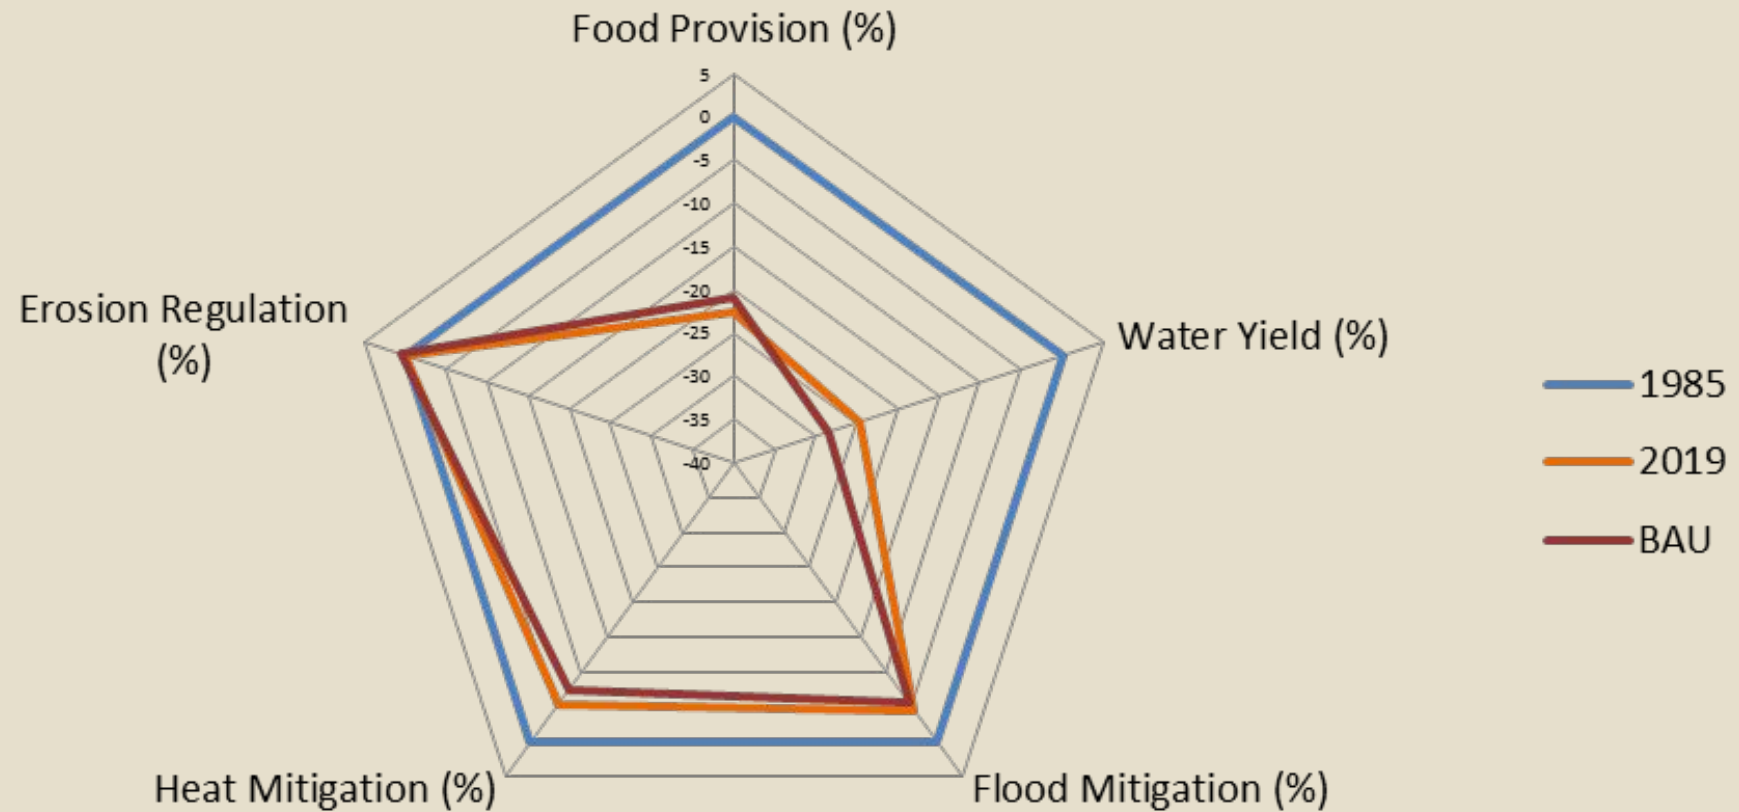 Food Provision (%)
5
0
-5
-10
-15
-20
-25
-30
-35
-40
Erosion Regulation
(%)
Water Yield (%)
Heat Mitigation (%)
Flood Mitigation (%)
1985
2019
BAU